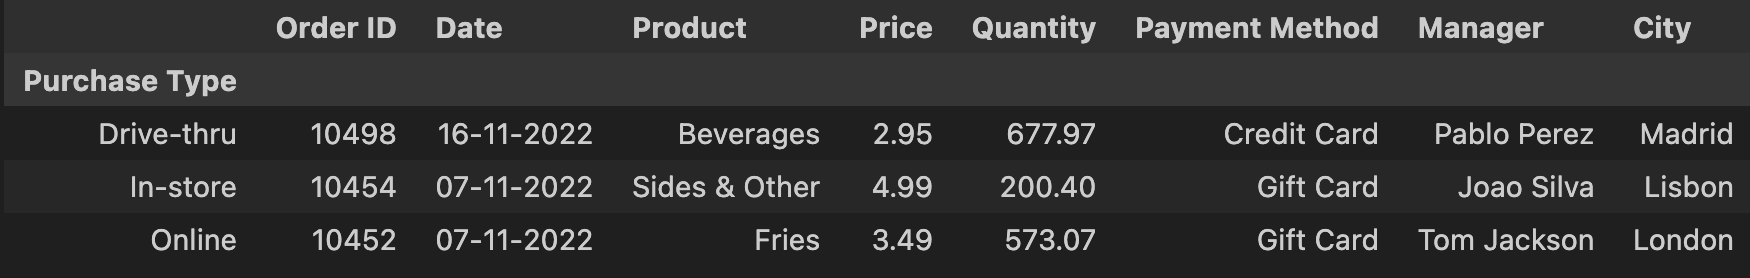 Order ID Date Product Price Quantity Payment Method Manager City
Purchase Type
Drive-thru 10498 16-11-2022 Beverages 2.95 677.97 Credit Card Pablo Perez Madrid
In-store 10454 07-11-2022 Sides & Other 4.99 200.40 Gift Card Joao Silva Lisbon
Online 10452 07-11-2022 Fries 3.49 573.07 Gift Card Tom Jackson London